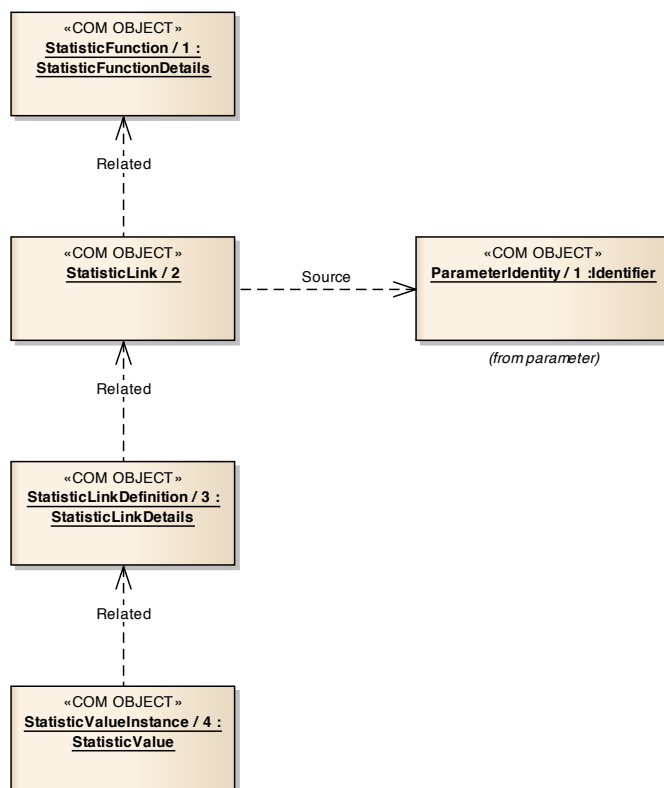 «COM OBJECT»
StatisticFunction / 1 :
StatisticFunctionDetails
Related
«COM OBJECT»
StatisticLink / 2
Source
«COM OBJECT»
ParameterIdentity / 1 :Identifier
(from parameter)
Related
«COM OBJECT»
StatisticLinkDefinition / 3 :
StatisticLinkDetails
Related
«COM OBJECT»
StatisticValueInstance / 4 :
StatisticValue